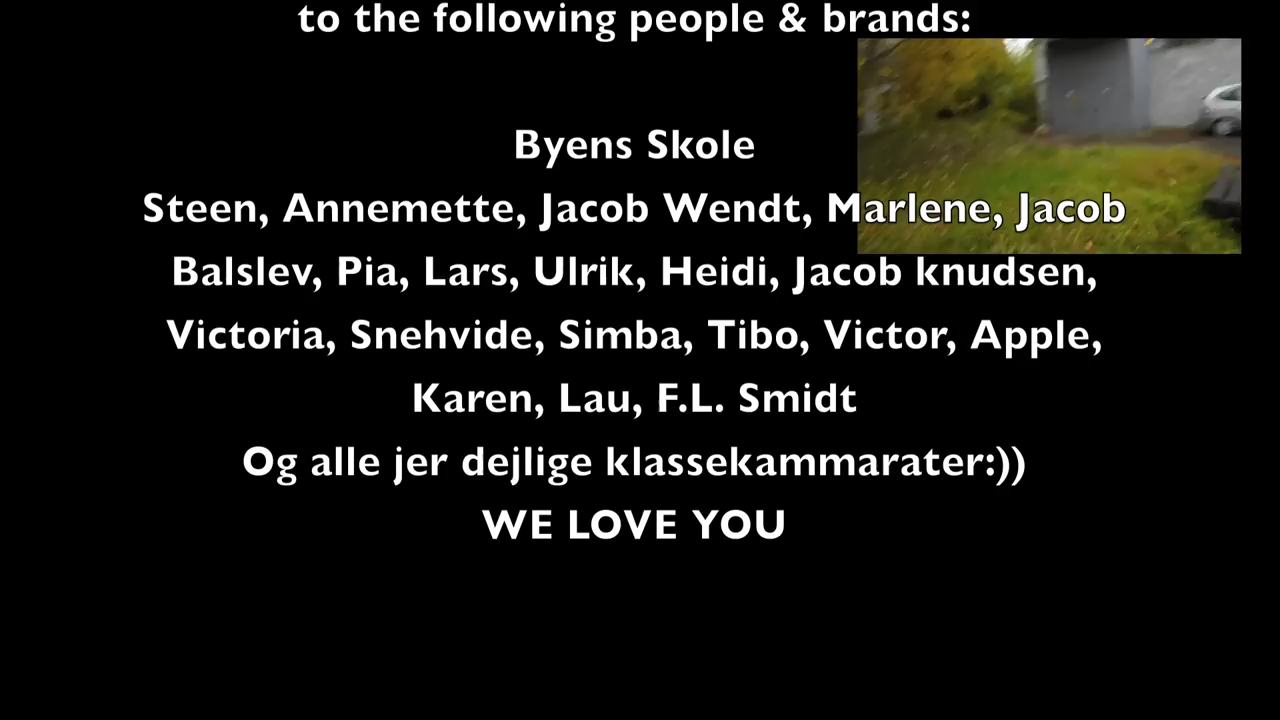 to the following people & brands:
Byens Skole
Steen, Annemette, Jacob Wendt, Marlene, Jacob
Balslev, Pia, Lars, Ulrik, Heidi, Jacob knudsen,
Victoria, Snehvide, Simba, Tibo, Victor, Apple,
Karen, Lau, F.L. Smidt
Og alle jer dejlige klassekammarater:))
WE LOVE YOU